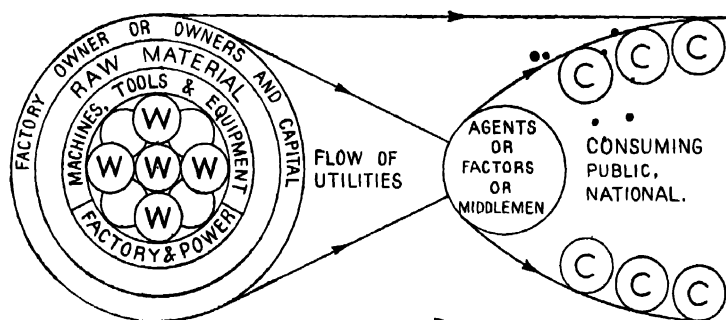 FACTORY OWNER OR OWNERS AND CAPITAL
RAW MATERIAL
MACHINES, TOOLS & EQUIPMENT
FACTORY & POWER
W
W W W
W
FLOW OF
UTILITIES
AGENTS
OR
FACTORS
OR
MIDDLEMEN
C C C
CONSUMING
PUBLIC,
NATIONAL.
C C C